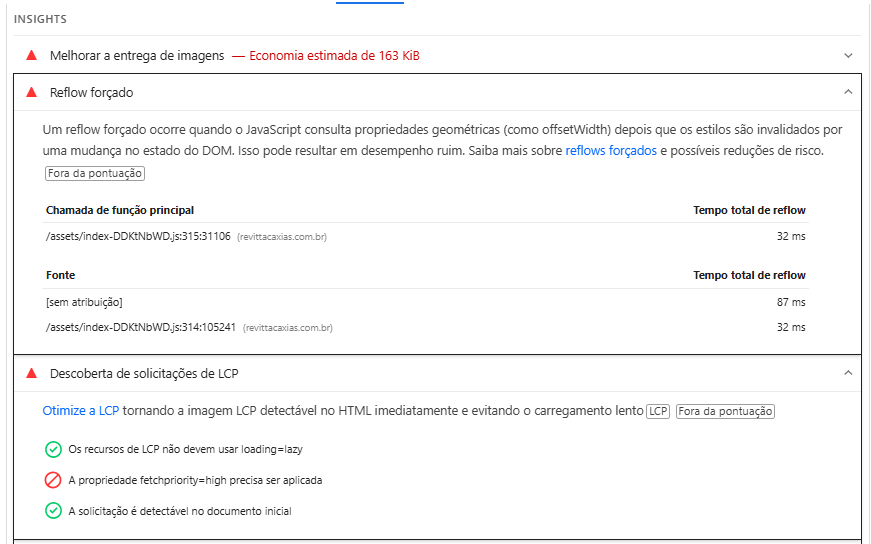 INSIGHTS
Melhorar a entrega de imagens — Economia estimada de 163 KiB
Reflow forçado
Um reflow forçado ocorre quando o JavaScript consulta propriedades geométricas (como offsetWidth) depois que os estilos são invalidados por
uma mudança no estado do DOM. Isso pode resultar em desempenho ruim. Saiba mais sobre reflows forçados e possíveis reduções de risco.
Fora da pontuação
Chamada de função principal Tempo total de reflow
/assets/index-DDKtNbWD.js:315:31106 (revittacaxias.com.br) 32 ms
Fonte Tempo total de reflow
[sem atribuição] 87 ms
/assets/index-DDKtNbWD.js:314:105241 (revittacaxias.com.br) 32 ms
Descoberta de solicitações de LCP
Otimize a LCP tornando a imagem LCP detectável no HTML imediatamente e evitando o carregamento lento LCP Fora da pontuação
Os recursos de LCP não devem usar loading=lazy
A propriedade fetchpriority=high precisa ser aplicada
A solicitação é detectável no documento inicial